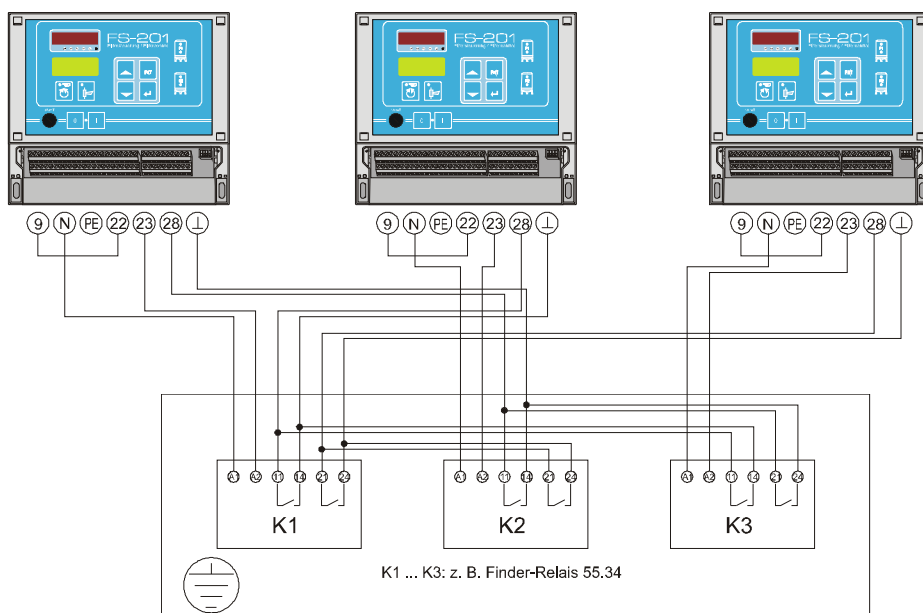 FS-201 FS-201 FS-201
9 N PE 22 23 28 ⊥ 9 N PE 22 23 28 ⊥ 9 N PE 22 23 28 ⊥
A1 A2 11 14 21 24 A1 A2 11 14 21 24 A1 A2 11 14 21 24
K1 K2 K3
K1 ... K3: z. B. Finder-Relais 55.34